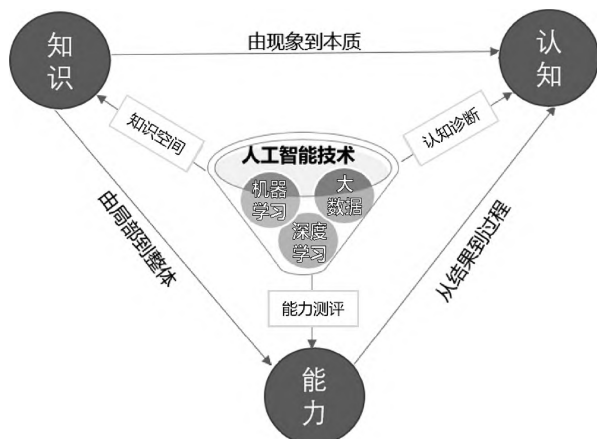 知
识
由现象到本质
认
知
知识空间
人工智能技术
认知诊断
机器
学习
大
数据
深度
学习
由局部到整体
从结果到过程
能力测评
能
力